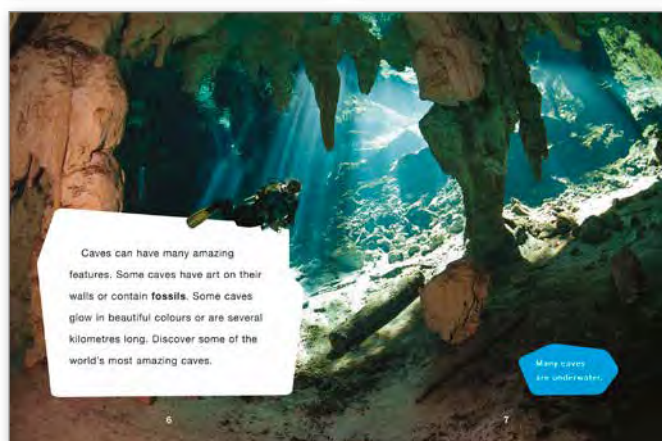 Caves can have many amazing
features. Some caves have art on their
walls or contain fossils. Some caves
glow in beautiful colours or are several
kilometres long. Discover some of the
world's most amazing caves.
Many caves
are underwater.
6
7